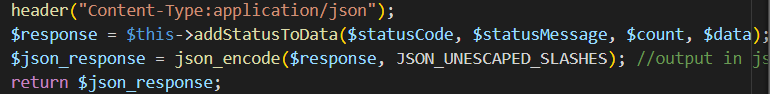 header("Content-Type:application/json");
$response = $this->addStatusToData($statusCode, $statusMessage, $count, $data);
$json_response = json_encode($response, JSON_UNESCAPED_SLASHES); //output in js
return $json_response;